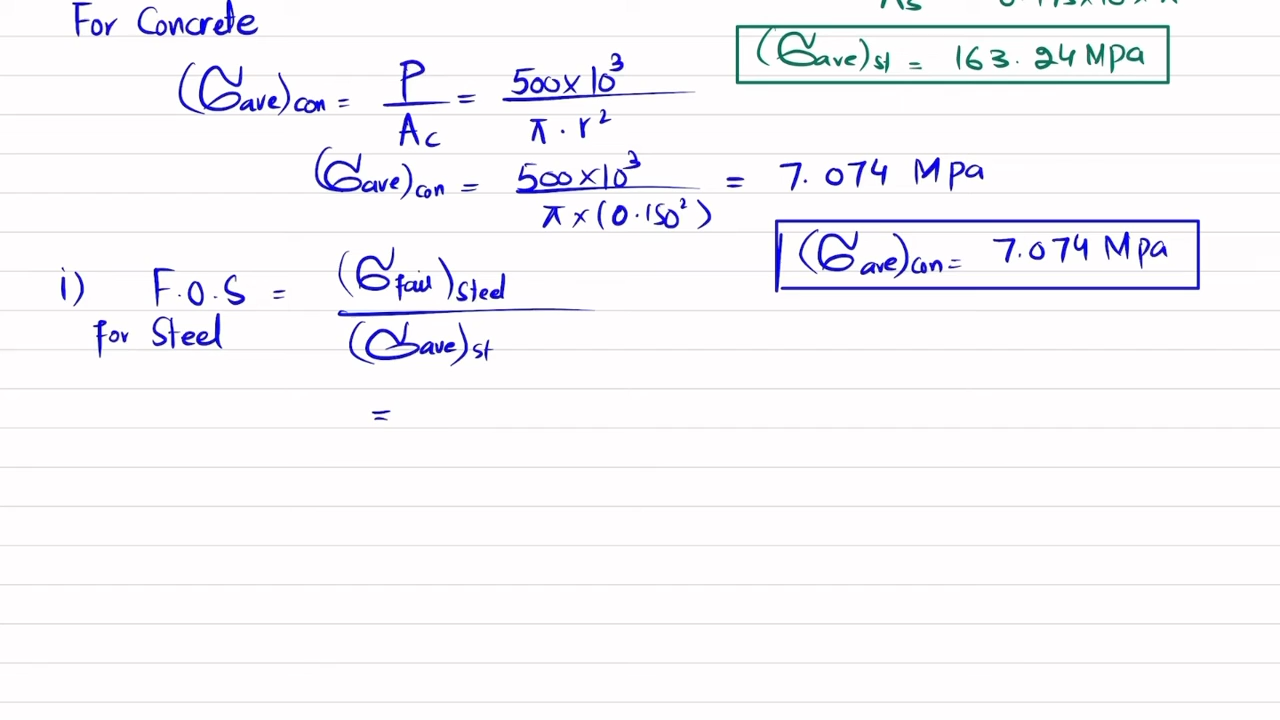 For Concrete
(σave)st = 163.24 MPa
(σave)con = P/Ac = 500×10³/π·r²
(σave)con = 500×10³/π×(0.150²) = 7.074 Mpa
(σave)con = 7.074 Mpa
i) F.O.S for Steel = (σfail)Steel/(σave)st
=